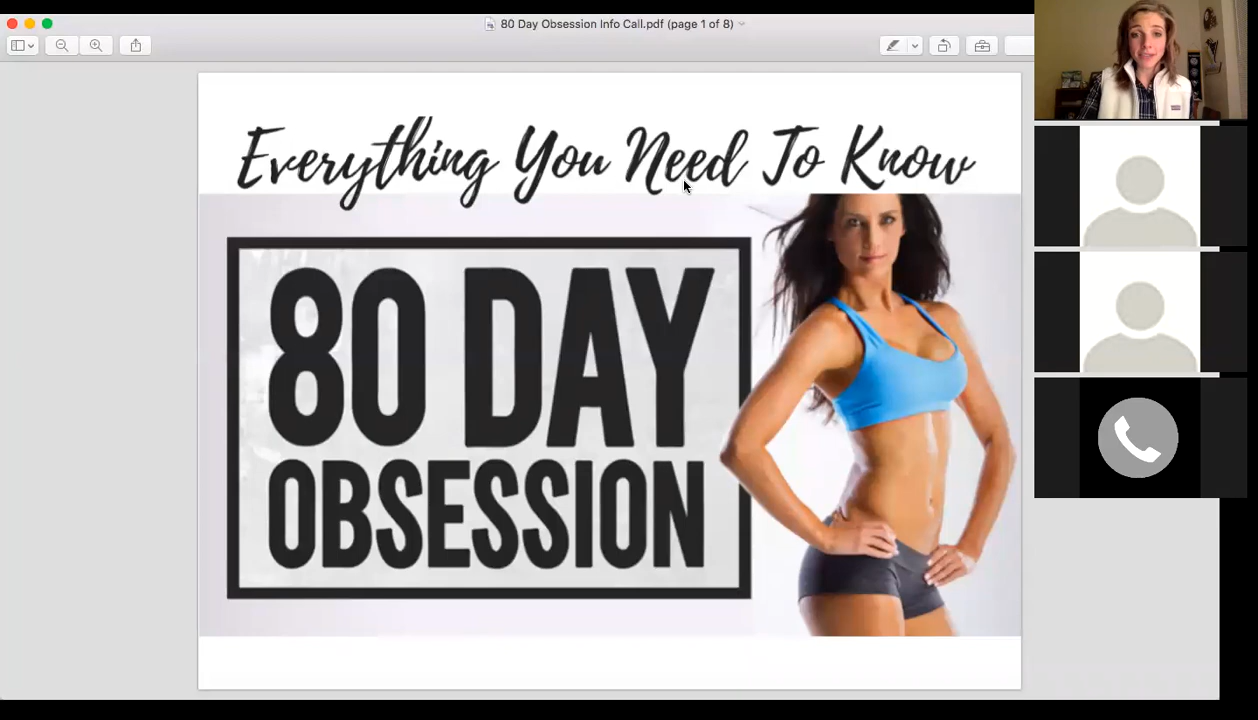 80 Day Obsession Info Call.pdf (page 1 of 8)
Everything You Need To Know
80 DAY
OBSESSION